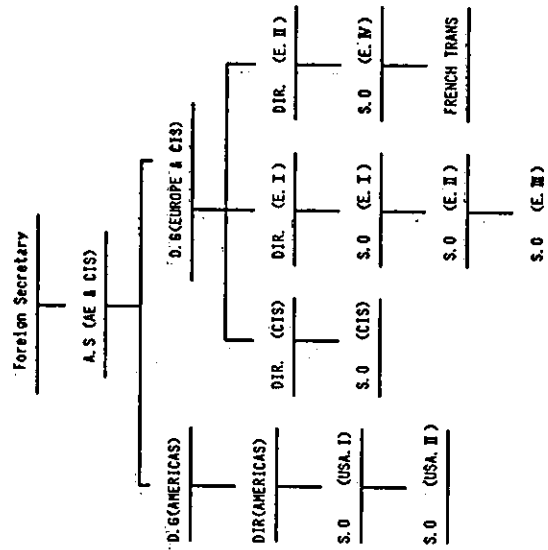 Foreign Secretary
A.S (AE & CIS)
D.G(AMERICAS)
D.G(EUROPE & CIS)
DIR(AMERICAS)
DIR. (CIS)
DIR. (E. I)
DIR. (E. II)
S.O (USA. I)
S.O (CIS)
S.O (E. I)
S.O (E. IV)
S.O (USA. II)
S.O (E. II)
FRENCH TRANS
S.O (E. III)